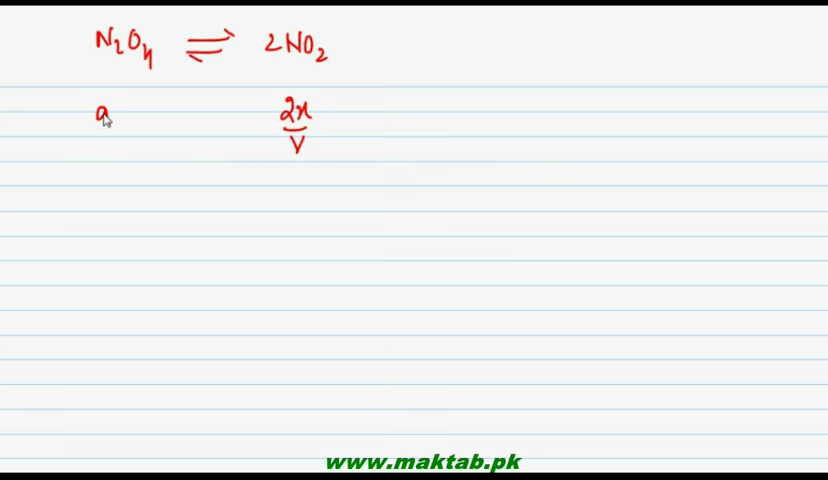 N₂O₄ ⇌ 2NO₂
a 2x
V
www.maktab.pk